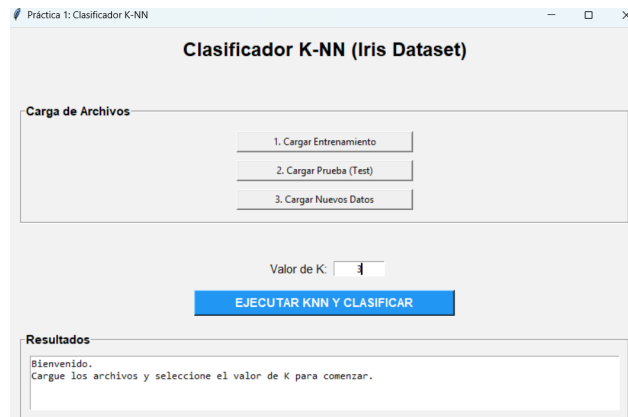 Práctica 1: Clasificador K-NN
Clasificador K-NN (Iris Dataset)
Carga de Archivos
1. Cargar Entrenamiento
2. Cargar Prueba (Test)
3. Cargar Nuevos Datos
Valor de K: 3
EJECUTAR KNN Y CLASIFICAR
Resultados
Bienvenido.
Cargue los archivos y seleccione el valor de K para comenzar.